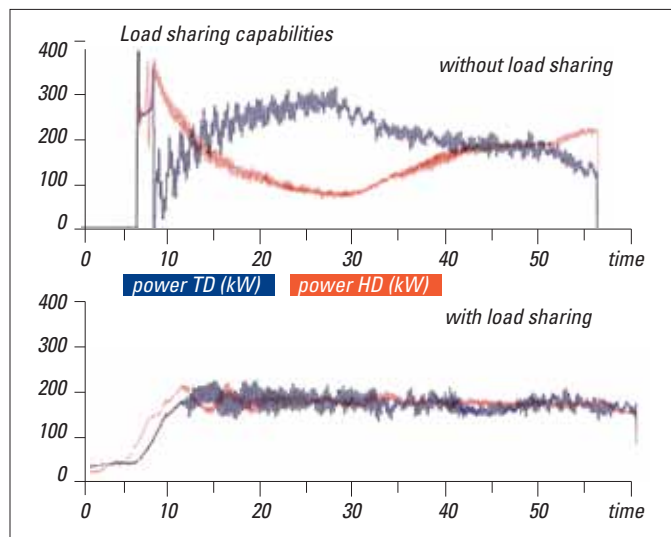 Load sharing capabilities
without load sharing
400
300
200
100
0
0 10 20 30 40 50 time
power TD (kW) power HD (kW)
with load sharing
400
300
200
100
0
0 10 20 30 40 50 time